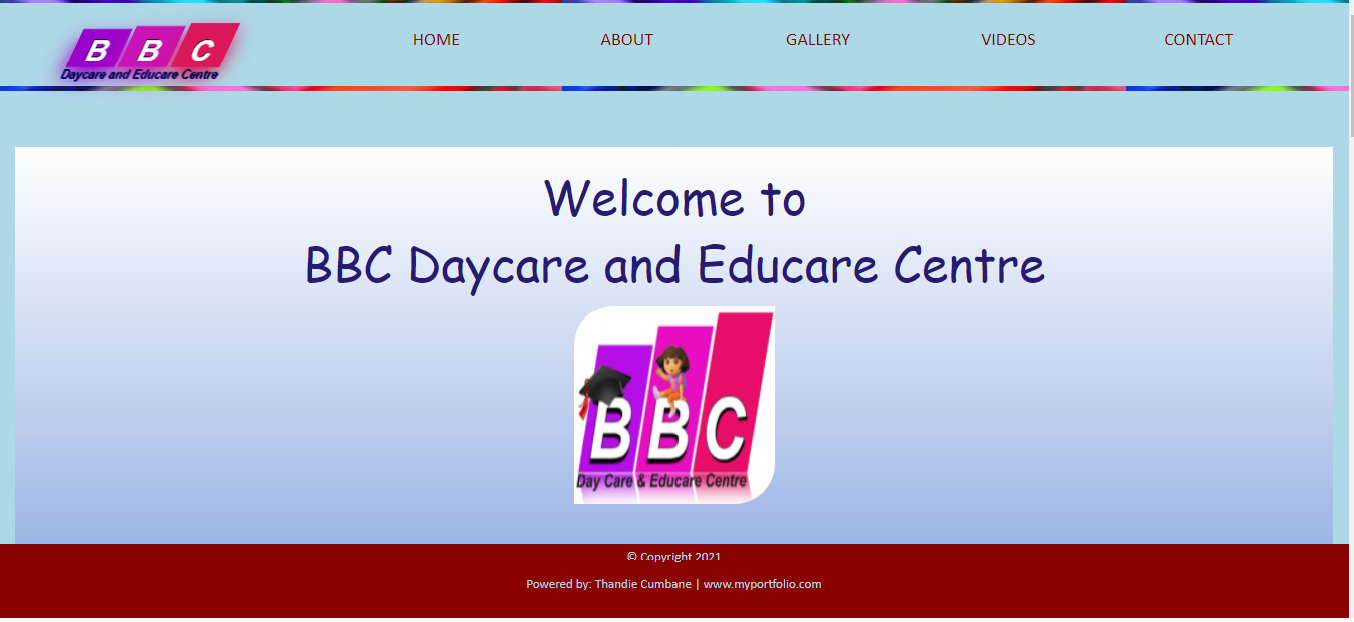 B B C
Daycare and Educare Centre
HOME
ABOUT
GALLERY
VIDEOS
CONTACT
Welcome to
BBC Daycare and Educare Centre
BBC
Day Care & Educare Centre
© Copyright 2021
Powered by: Thandie Cumbane | www.myportfolio.com